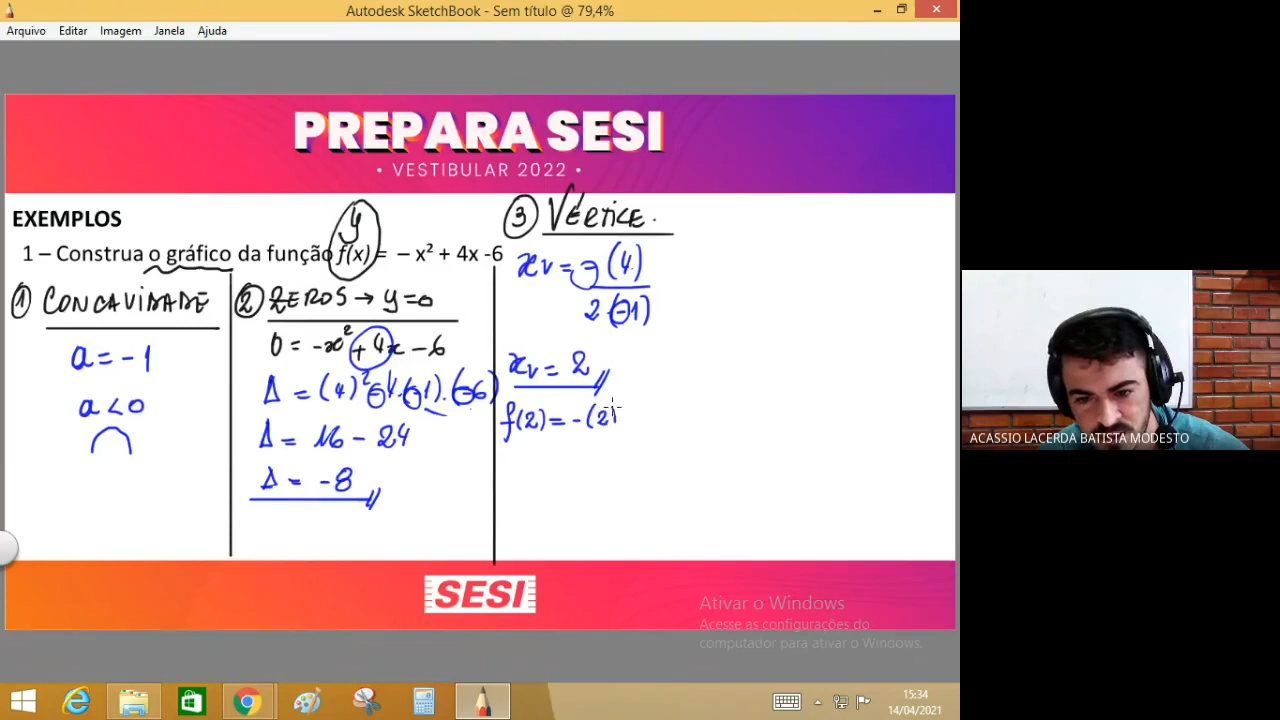 Autodesk SketchBook - Sem título @ 79,4%
Arquivo Editar Imagem Janela Ajuda
PREPARA SESI
• VESTIBULAR 2022 •
EXEMPLOS
1 – Construa o gráfico da função f(x) = – x² + 4x -6
y
① CONCAVIDADE
a = -1
a < 0
② ZEROS → y=0
0 = -x² + 4x - 6
Δ = (4)² - 4.(-1).(-6)
Δ = 16 - 24
Δ = -8
③ VÉRTICE.
xv = -(4)
2(-1)
xv = 2
f(2) = -(2)
SESI
Ativar o Windows
Acesse as configurações do
computador para ativar o Windows.
ACASSIO LACERDA BATISTA MODESTO
15:34
14/04/2021